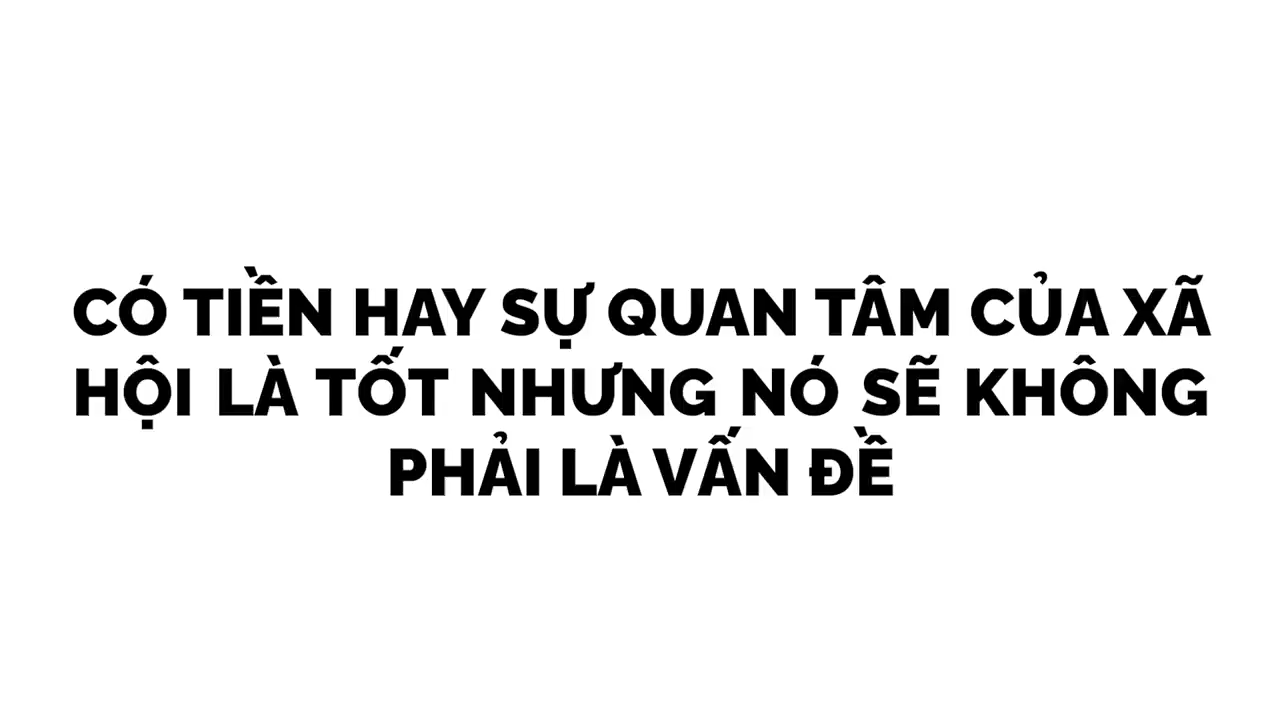 CÓ TIỀN HAY SỰ QUAN TÂM CỦA XÃ
HỘI LÀ TỐT NHƯNG NÓ SẼ KHÔNG
PHẢI LÀ VẤN ĐỀ